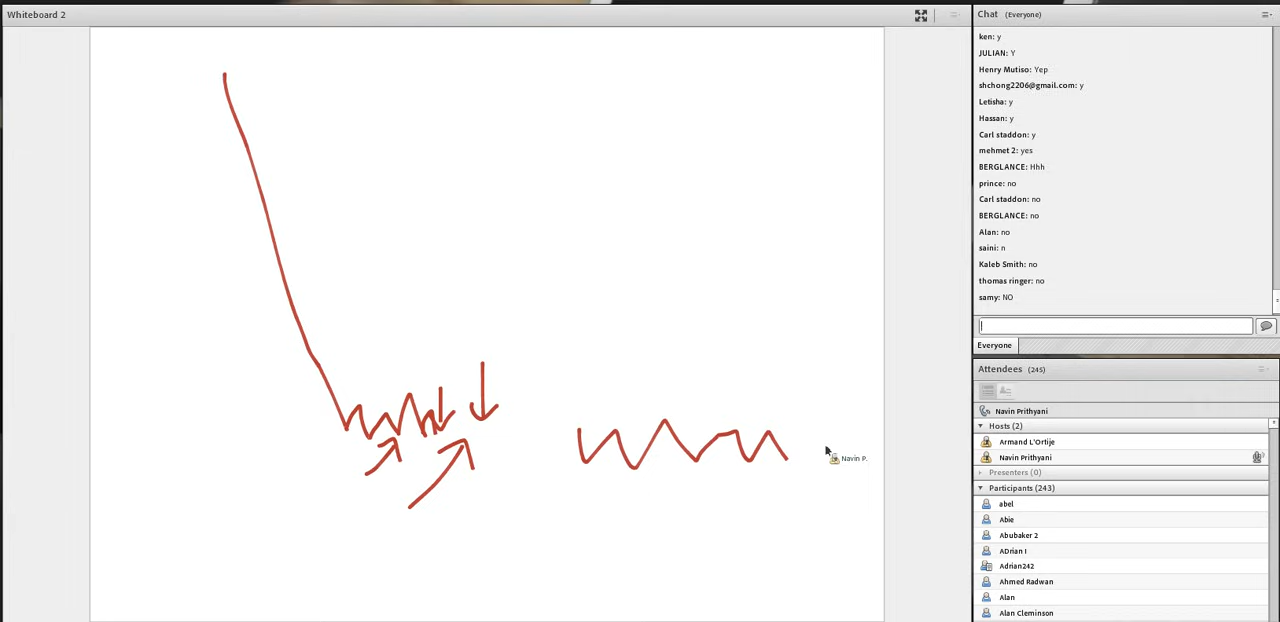 Whiteboard 2
Navin P.
Chat (Everyone)
ken: y
JULIAN: Y
Henry Mutiso: Yep
shchong2206@gmail.com: y
Letisha: y
Hassan: y
Carl staddon: y
mehmet 2: yes
BERGLANCE: Hhh
prince: no
Carl staddon: no
BERGLANCE: no
Alan: no
saini: n
Kaleb Smith: no
thomas ringer: no
samy: NO
Everyone
Attendees (245)
Navin Prithyani
Hosts (2)
Armand L'Ortije
Navin Prithyani
Presenters (0)
Participants (243)
abel
Abie
Abubaker 2
ADrian I
Adrian242
Ahmed Radwan
Alan
Alan Cleminson